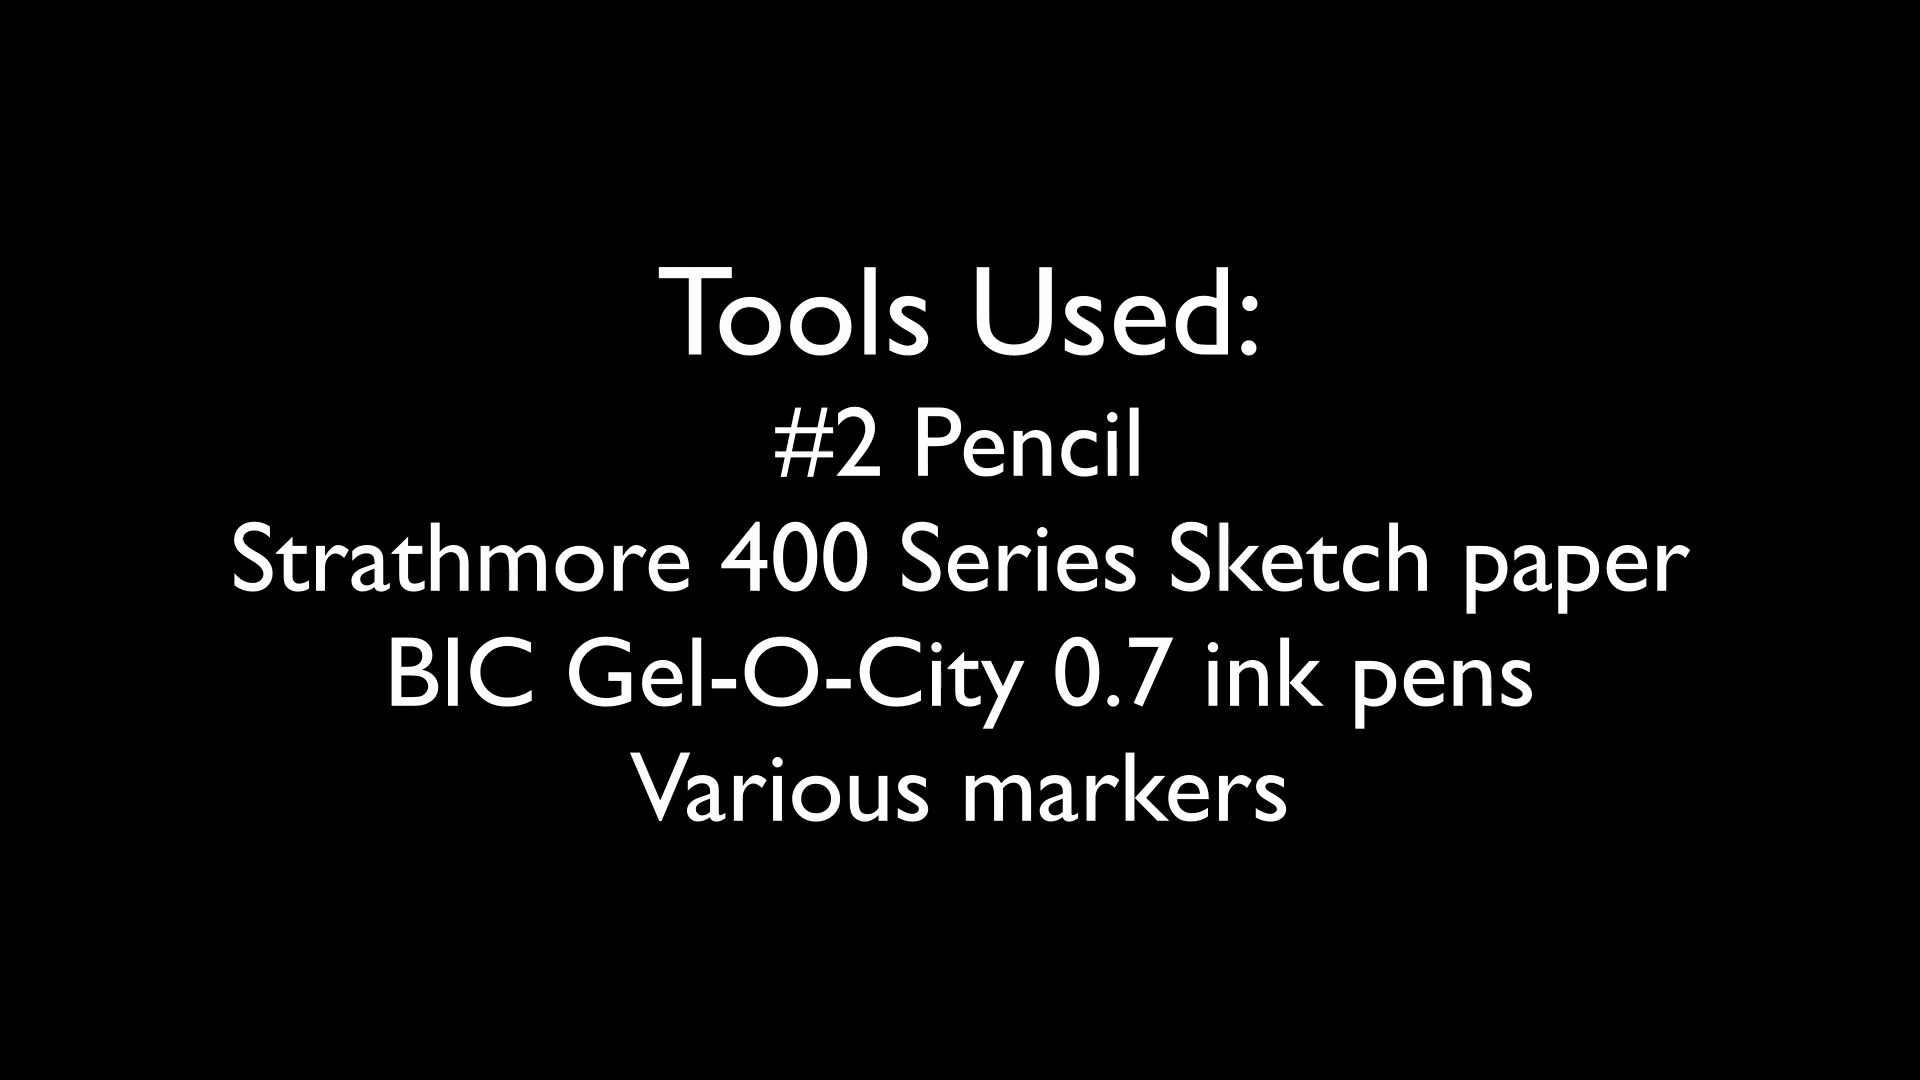 Tools Used:
#2 Pencil
Strathmore 400 Series Sketch paper
BIC Gel-O-City 0.7 ink pens
Various markers